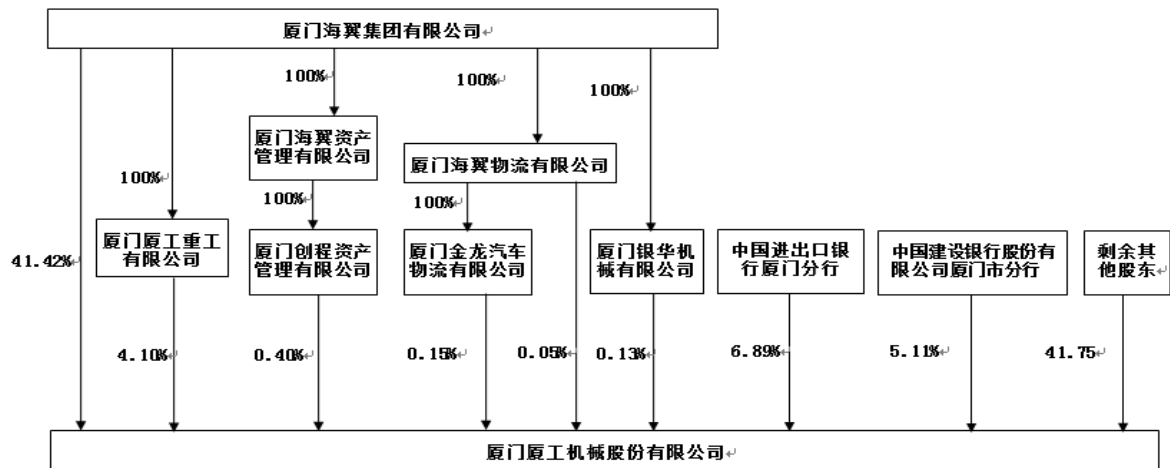 厦门海翼集团有限公司
100%
100%
100%
厦门海翼资产
管理有限公司
厦门海翼物流有限公司
100%
100%
100%
厦门厦工重工
有限公司
厦门创程资产
管理有限公司
厦门金龙汽车
物流有限公司
厦门银华机
械有限公司
中国进出口银
行厦门分行
中国建设银行股份有
限公司厦门市分行
剩余其
他股东
41.42%
4.10%
0.40%
0.15%
0.05%
0.13%
6.89%
5.11%
41.75
厦门厦工机械股份有限公司